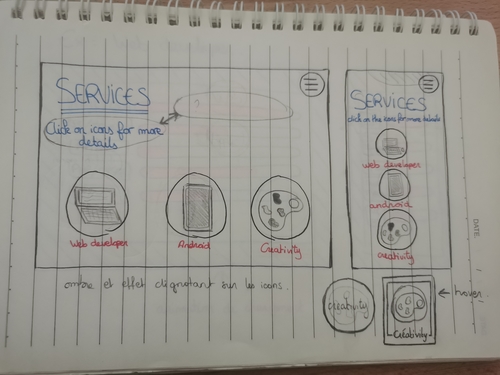 SERVICES
Click on icons for more
details
?
Web developer
Android
Creativity
SERVICES
click on the icons for more details
web developer
android
creativity
ombre et effet clignotant sur les icons.
creativity
Creativity
hover
DATE